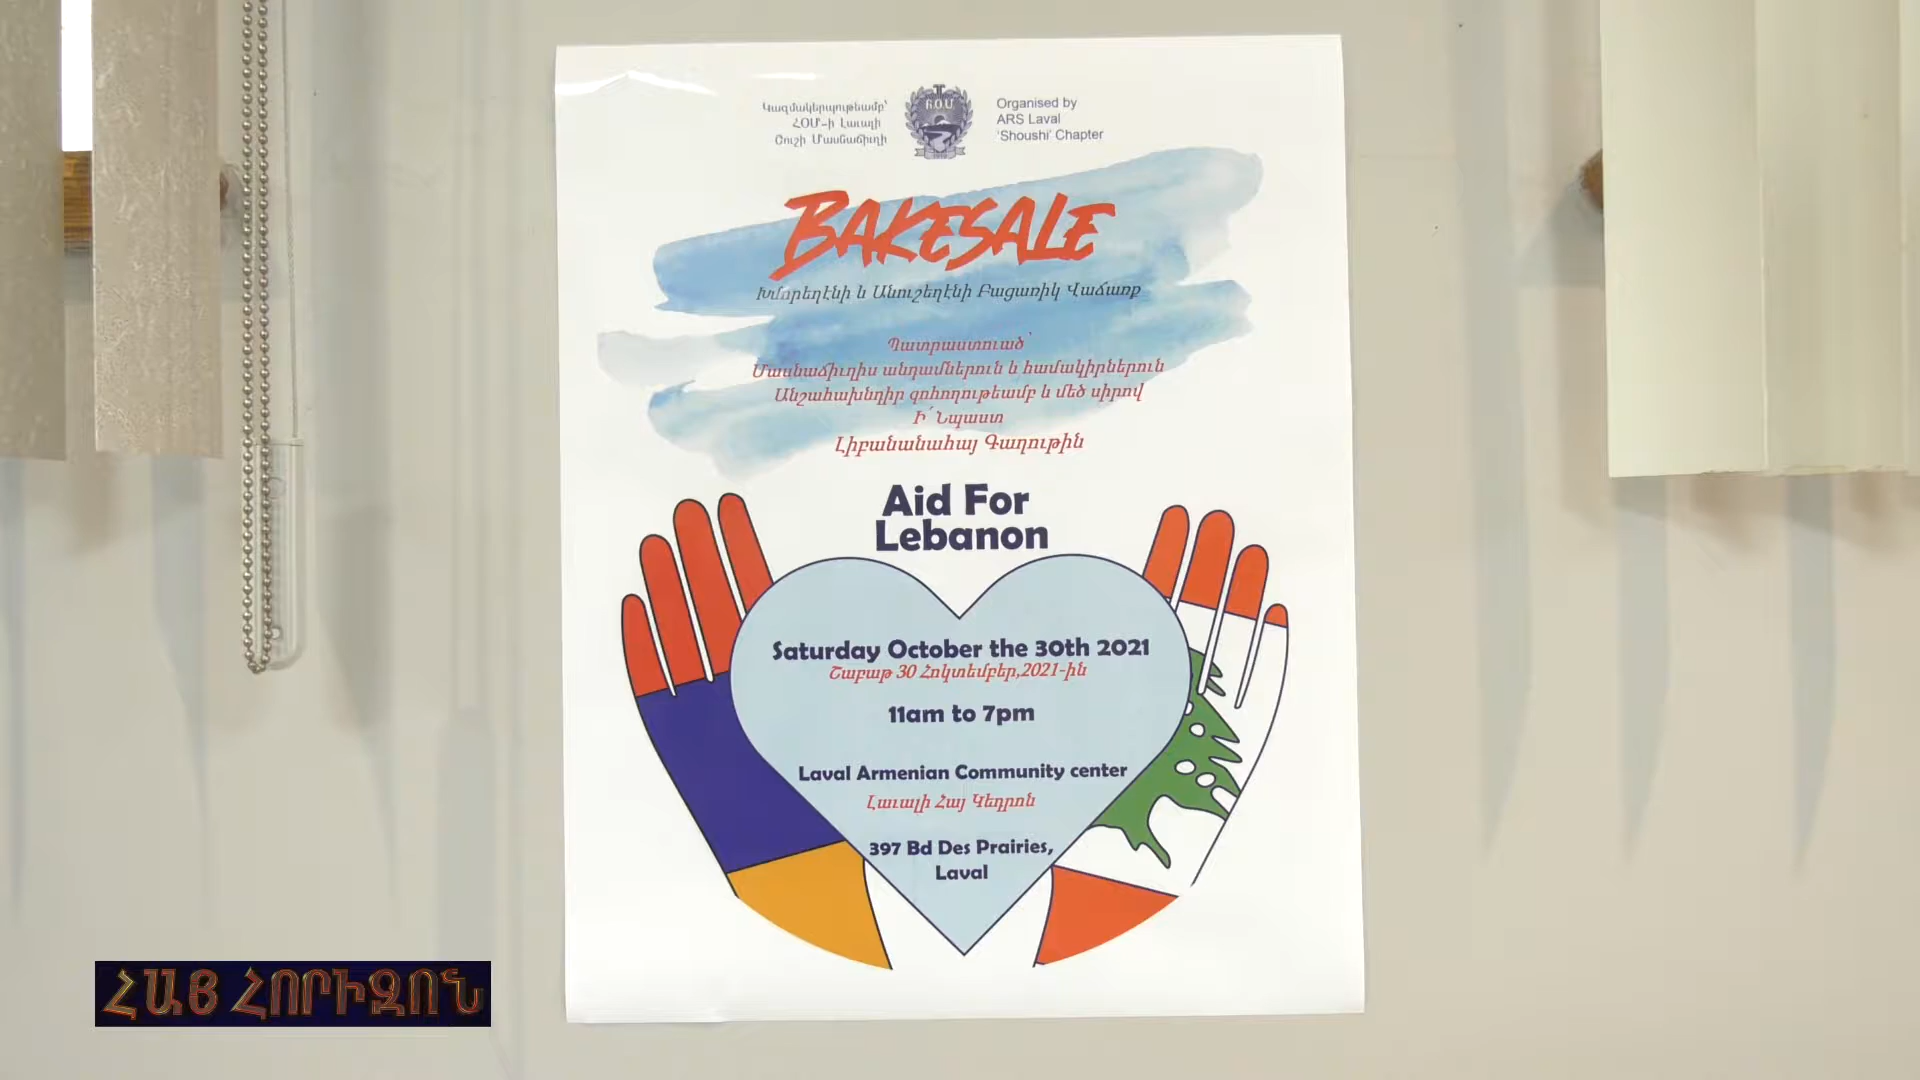 Կազմակերպութեամբ՝
ՀՕՄ-ի Լաւալի
Շուշի Մասնաճիւղի
Հ.Օ.Մ.
Organised by
ARS Laval
'Shoushi' Chapter
BAKESALE
Խմորեղէնի և Անուշեղէնի Բացառիկ Վաճառք
Պատրաստուած՝
Մասնաճիւղիս անդամներուն և համակիրներուն
Անշահախնդիր զոհողութեամբ և մեծ սիրով
Ի՛ Նպաստ
Լիբանանահայ Գաղութին
Aid For
Lebanon
Saturday October the 30th 2021
Շաբաթ 30 Հոկտեմբեր,2021-ին
11am to 7pm
Laval Armenian Community center
Լաւալի Հայ Կեդրոն
397 Bd Des Prairies,
Laval
ՀԱՅ ՀՈՐԻԶՈՆ